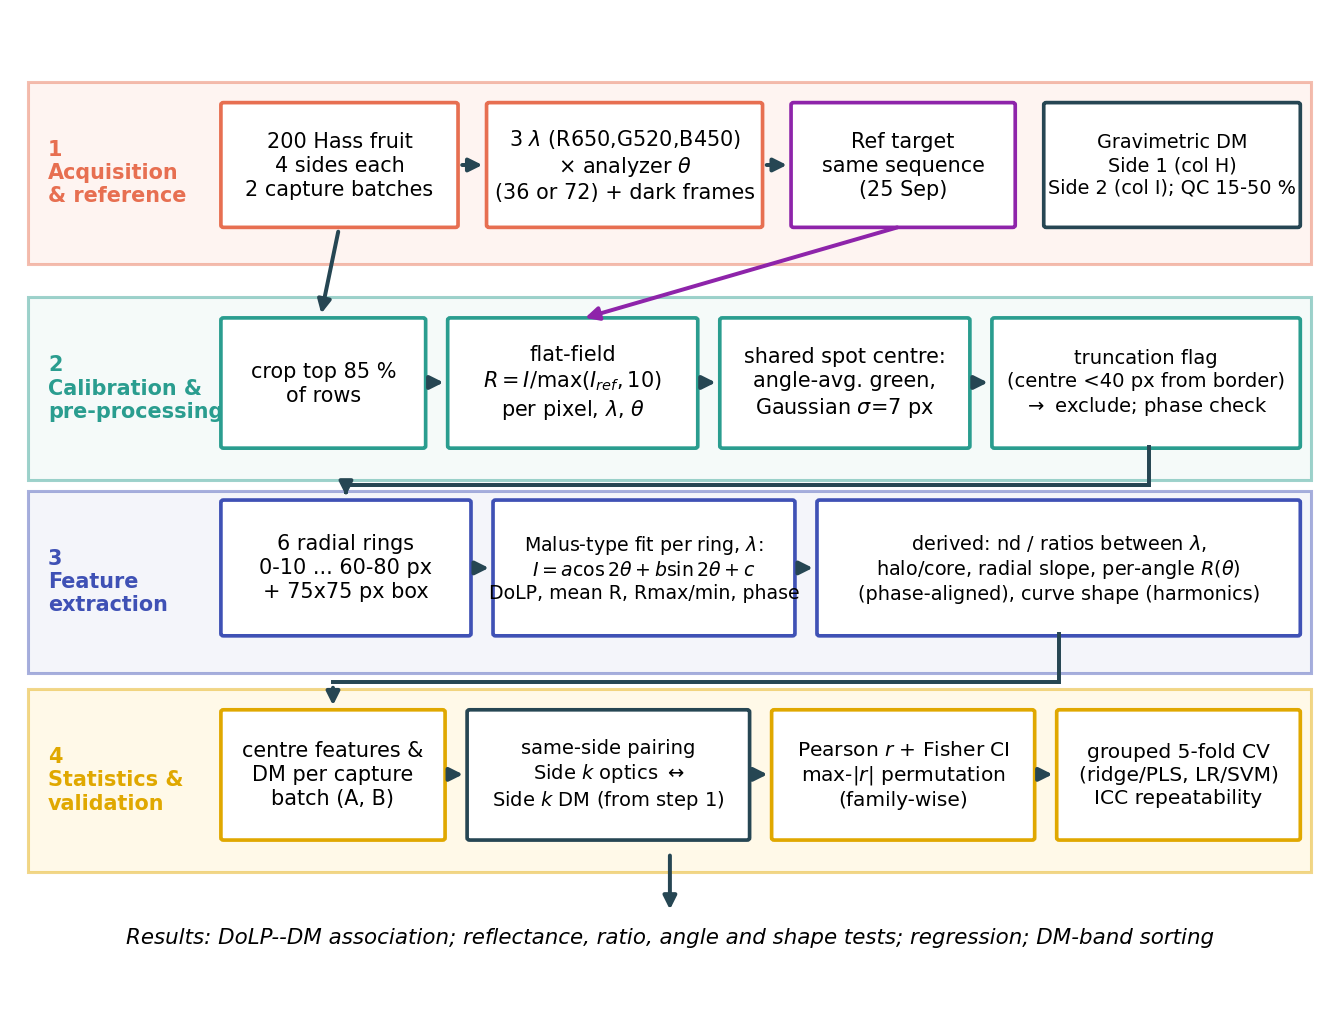 1
Acquisition
& reference
200 Hass fruit
4 sides each
2 capture batches
3 λ (R650,G520,B450)
× analyzer θ
(36 or 72) + dark frames
Ref target
same sequence
(25 Sep)
Gravimetric DM
Side 1 (col H)
Side 2 (col I); QC 15-50 %
2
Calibration &
pre-processing
crop top 85 %
of rows
flat-field
R = I/max(I_ref, 10)
per pixel, λ, θ
shared spot centre:
angle-avg. green,
Gaussian σ=7 px
truncation flag
(centre <40 px from border)
→ exclude; phase check
3
Feature
extraction
6 radial rings
0-10 ... 60-80 px
+ 75x75 px box
Malus-type fit per ring, λ:
I = a cos 2θ + b sin 2θ + c
DoLP, mean R, Rmax/min, phase
derived: nd / ratios between λ,
halo/core, radial slope, per-angle R(θ)
(phase-aligned), curve shape (harmonics)
4
Statistics &
validation
centre features &
DM per capture
batch (A, B)
same-side pairing
Side k optics ↔
Side k DM (from step 1)
Pearson r + Fisher CI
max-|r| permutation
(family-wise)
grouped 5-fold CV
(ridge/PLS, LR/SVM)
ICC repeatability
Results: DoLP--DM association; reflectance, ratio, angle and shape tests; regression; DM-band sorting